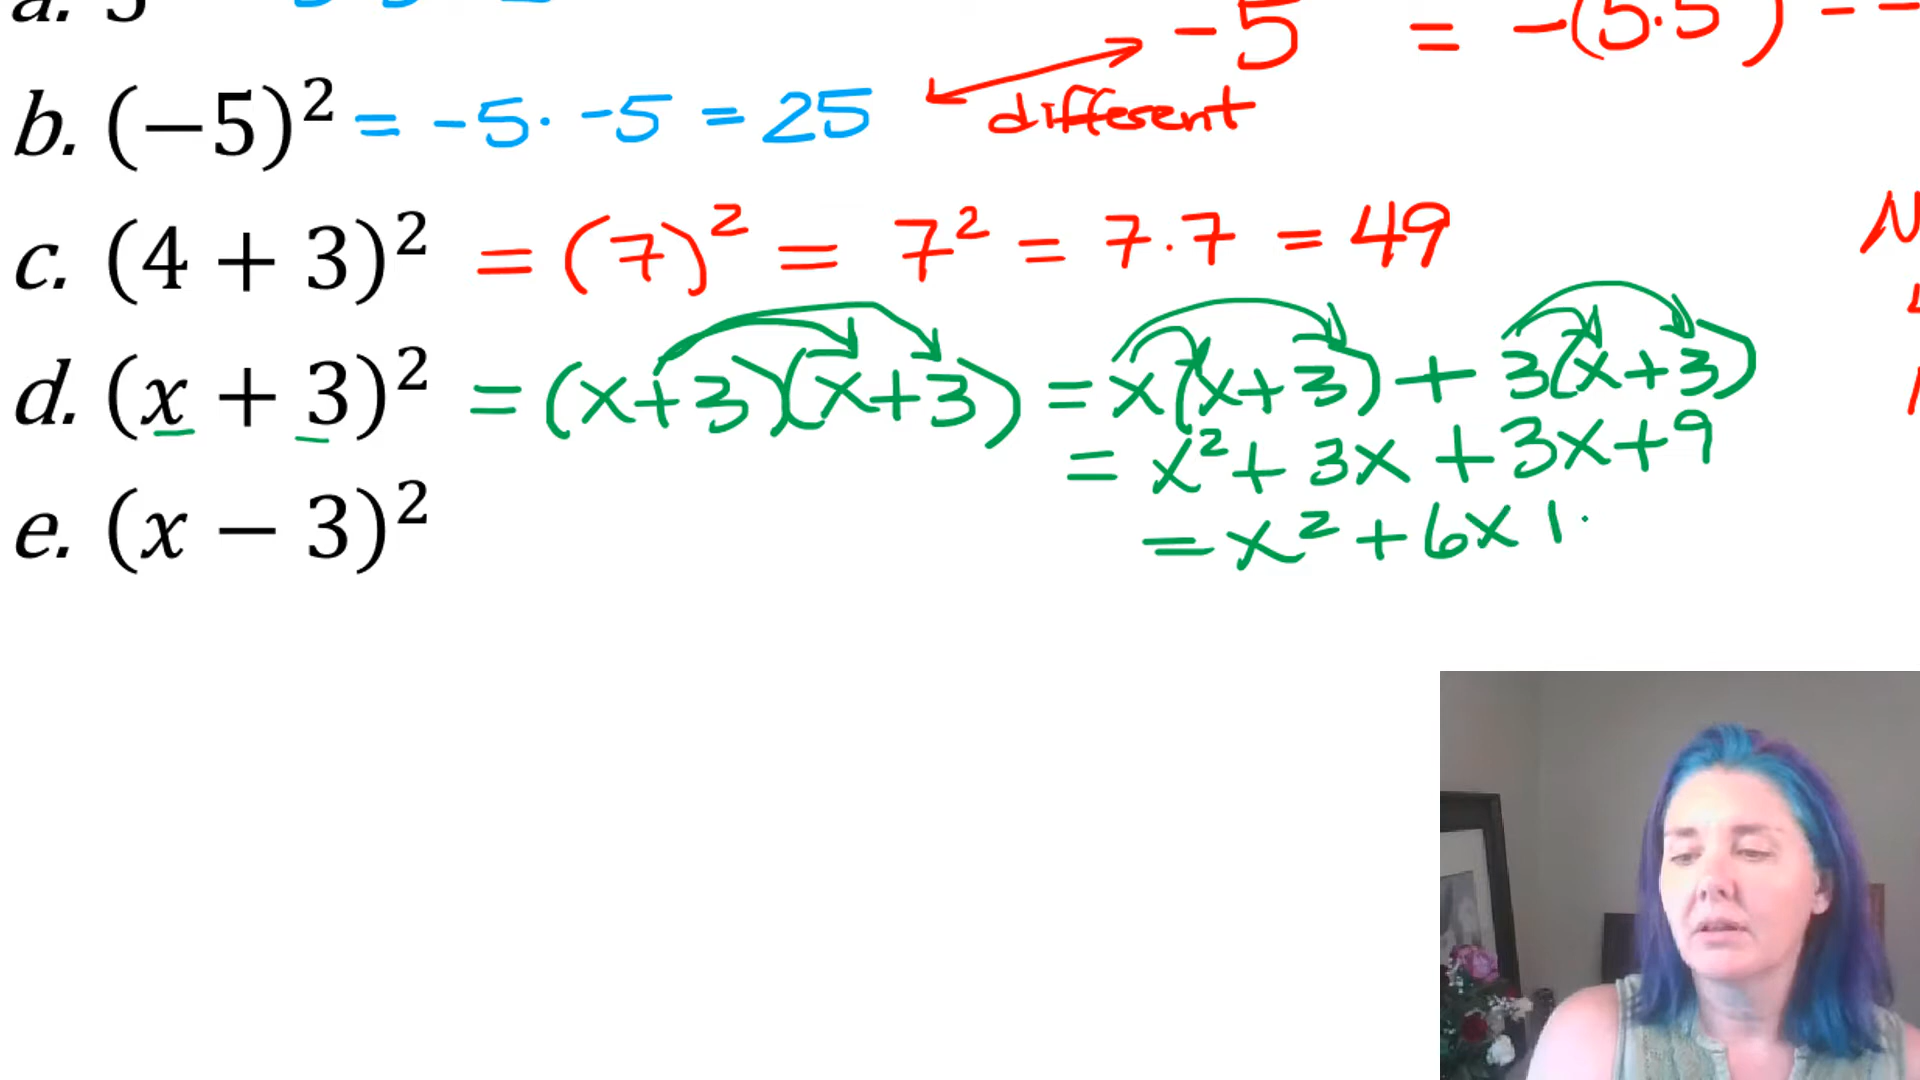 -5 = -(5·5)
b. (−5)² = -5 · -5 = 25 different
c. (4 + 3)² = (7)² = 7² = 7·7 = 49
d. (x + 3)² = (x+3)(x+3) = x(x+3) + 3(x+3)
= x² + 3x + 3x + 9
e. (x − 3)²
= x² + 6x